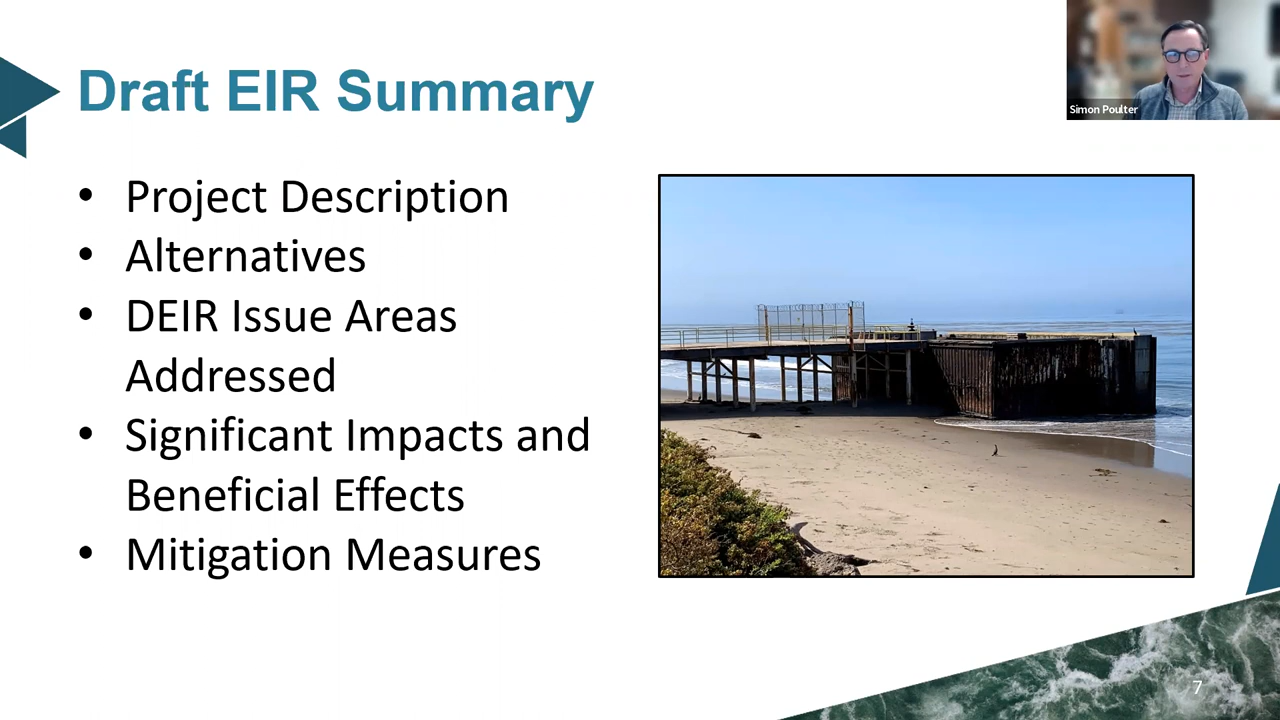 Draft EIR Summary
Simon Poulter
• Project Description
• Alternatives
• DEIR Issue Areas
Addressed
• Significant Impacts and
Beneficial Effects
• Mitigation Measures
7